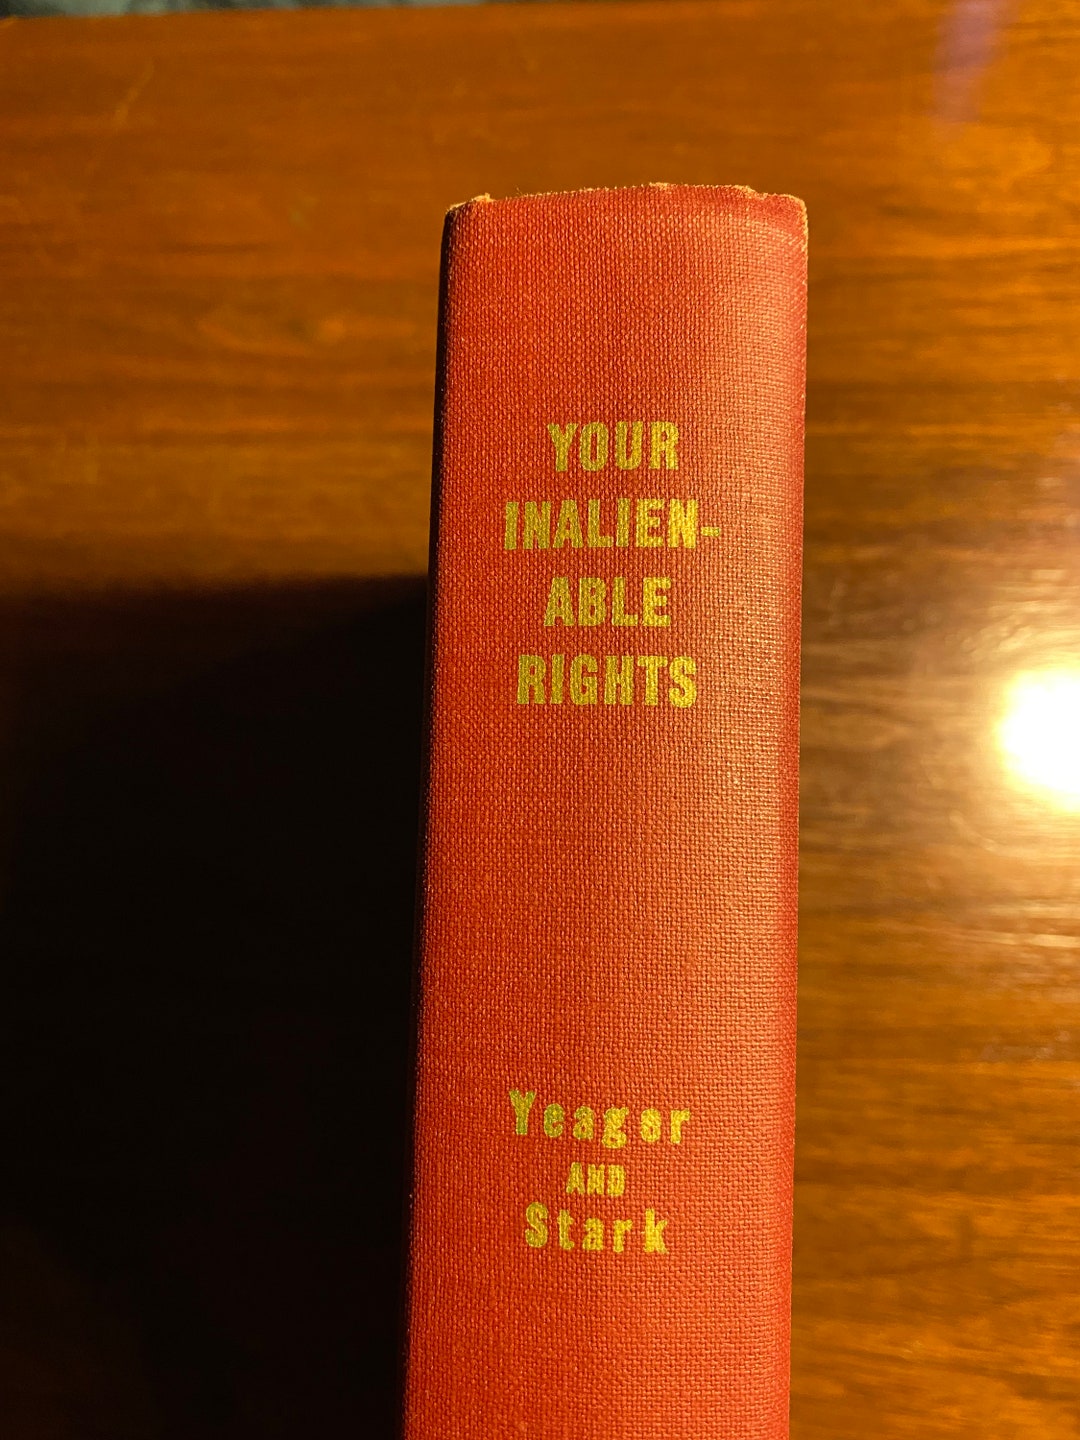 YOUR
INALIEN-
ABLE
RIGHTS
Yeager
AND
Stark